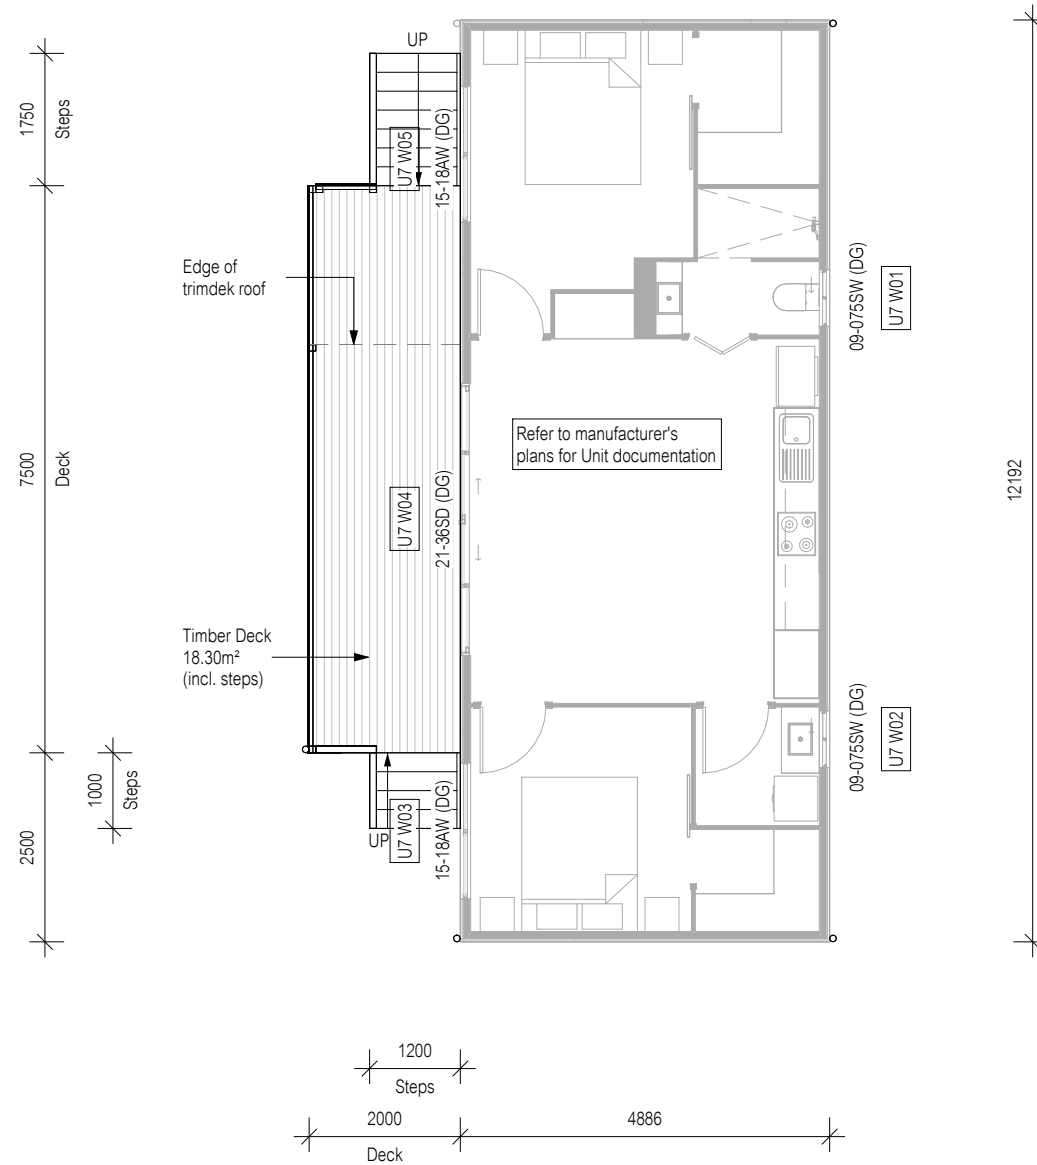 UP
1750
Steps
U7 W05
15-18AW (DG)
Edge of
trimdek roof
09-075SW (DG)
U7 W01
Refer to manufacturer's
plans for Unit documentation
7500
Deck
U7 W04
21-36SD (DG)
12192
Timber Deck
18.30m²
(incl. steps)
09-075SW (DG)
U7 W02
1000
Steps
2500
UP
U7 W03
15-18AW (DG)
1200
Steps
2000
Deck
4886